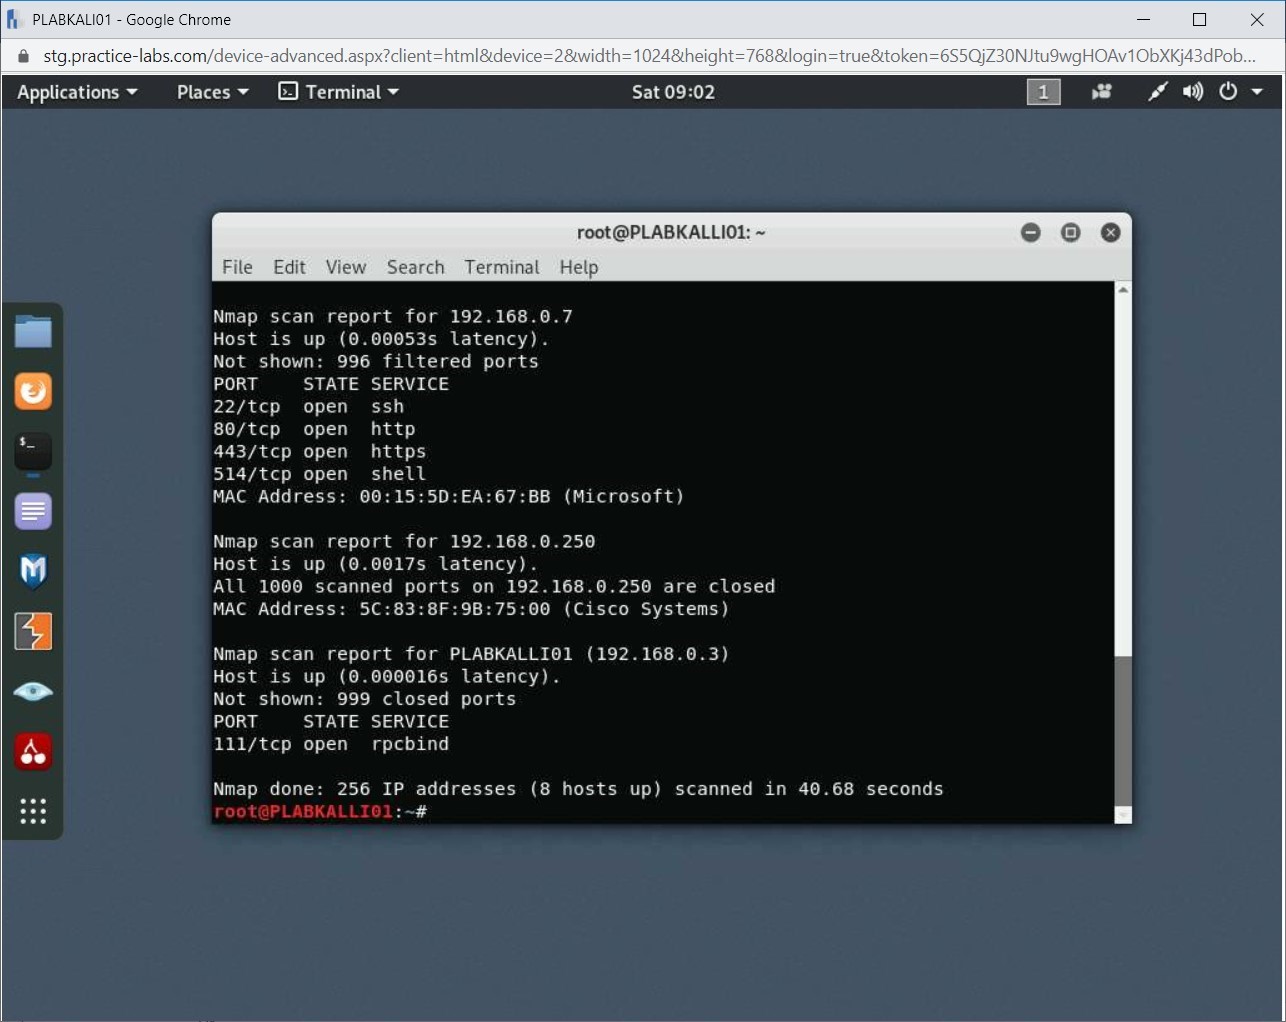 PLABKALI01 - Google Chrome
stg.practice-labs.com/device-advanced.aspx?client=html&device=2&width=1024&height=768&login=true&token=6S5QjZ30NJtu9wgHOAv1ObXKj43dPob...
Applications Places Terminal Sat 09:02 1
root@PLABKALLI01: ~
File Edit View Search Terminal Help
Nmap scan report for 192.168.0.7
Host is up (0.00053s latency).
Not shown: 996 filtered ports
PORT    STATE SERVICE
22/tcp  open  ssh
80/tcp  open  http
443/tcp open  https
514/tcp open  shell
MAC Address: 00:15:5D:EA:67:BB (Microsoft)
Nmap scan report for 192.168.0.250
Host is up (0.0017s latency).
All 1000 scanned ports on 192.168.0.250 are closed
MAC Address: 5C:83:8F:9B:75:00 (Cisco Systems)
Nmap scan report for PLABKALLI01 (192.168.0.3)
Host is up (0.000016s latency).
Not shown: 999 closed ports
PORT    STATE SERVICE
111/tcp open  rpcbind
Nmap done: 256 IP addresses (8 hosts up) scanned in 40.68 seconds
root@PLABKALLI01:~#
$_